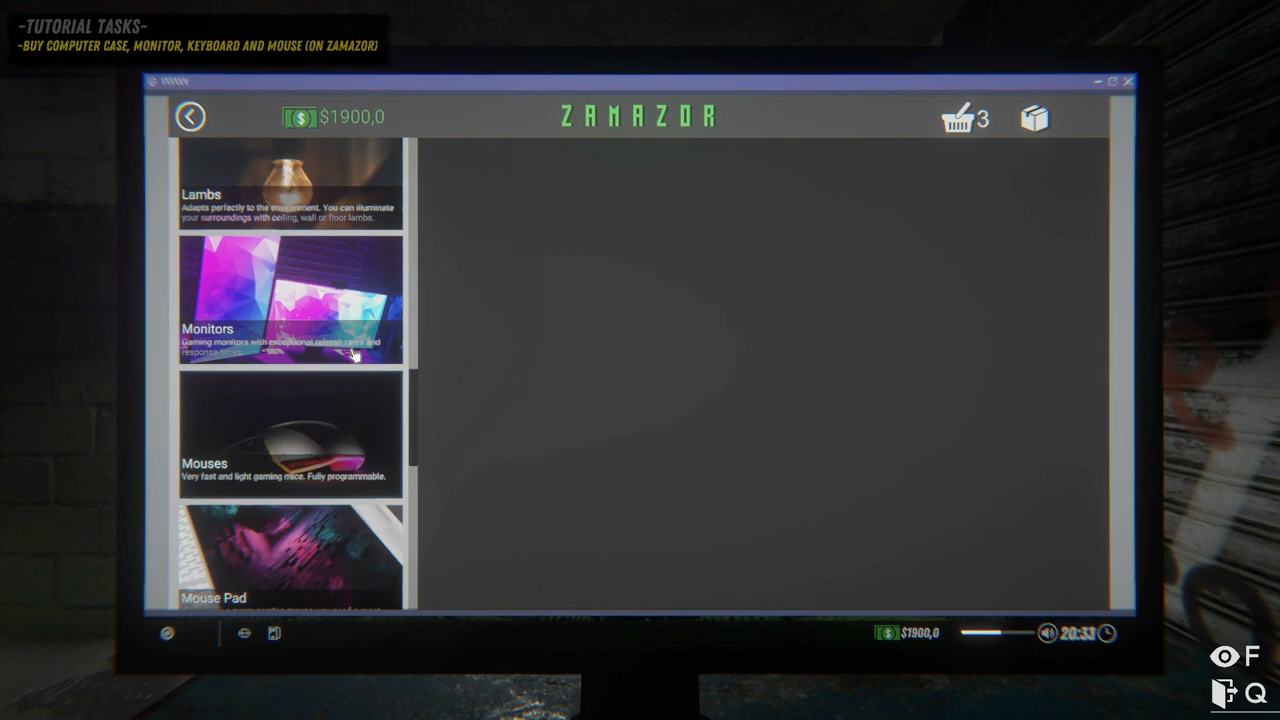 -TUTORIAL TASKS-
-BUY COMPUTER CASE, MONITOR, KEYBOARD AND MOUSE (ON ZAMAZOR)
$1900,0
ZAMAZOR
3
Lambs
Adapts perfectly to the environment. You can illuminate
your surroundings with ceiling, wall or floor lambs.
Monitors
Gaming monitors with exceptional refresh rates and
response times.
Mouses
Very fast and light gaming mice. Fully programmable.
Mouse Pad
$1900,0
20:33
F
Q